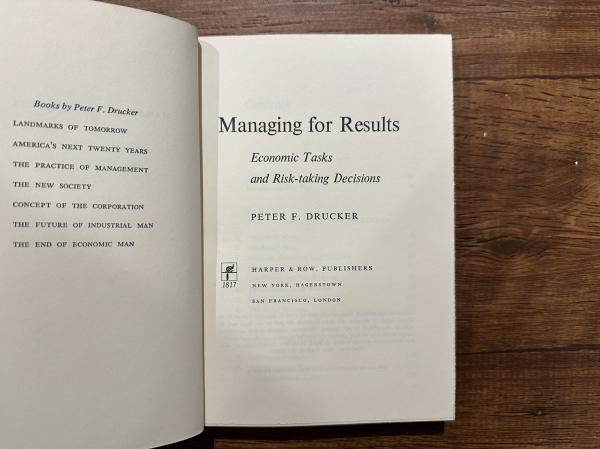 Books by Peter F. Drucker
LANDMARKS OF TOMORROW
AMERICA'S NEXT TWENTY YEARS
THE PRACTICE OF MANAGEMENT
THE NEW SOCIETY
CONCEPT OF THE CORPORATION
THE FUTURE OF INDUSTRIAL MAN
THE END OF ECONOMIC MAN
Managing for Results
Economic Tasks
and Risk-taking Decisions
PETER F. DRUCKER
1817
HARPER & ROW, PUBLISHERS
NEW YORK, HAGERSTOWN
SAN FRANCISCO, LONDON